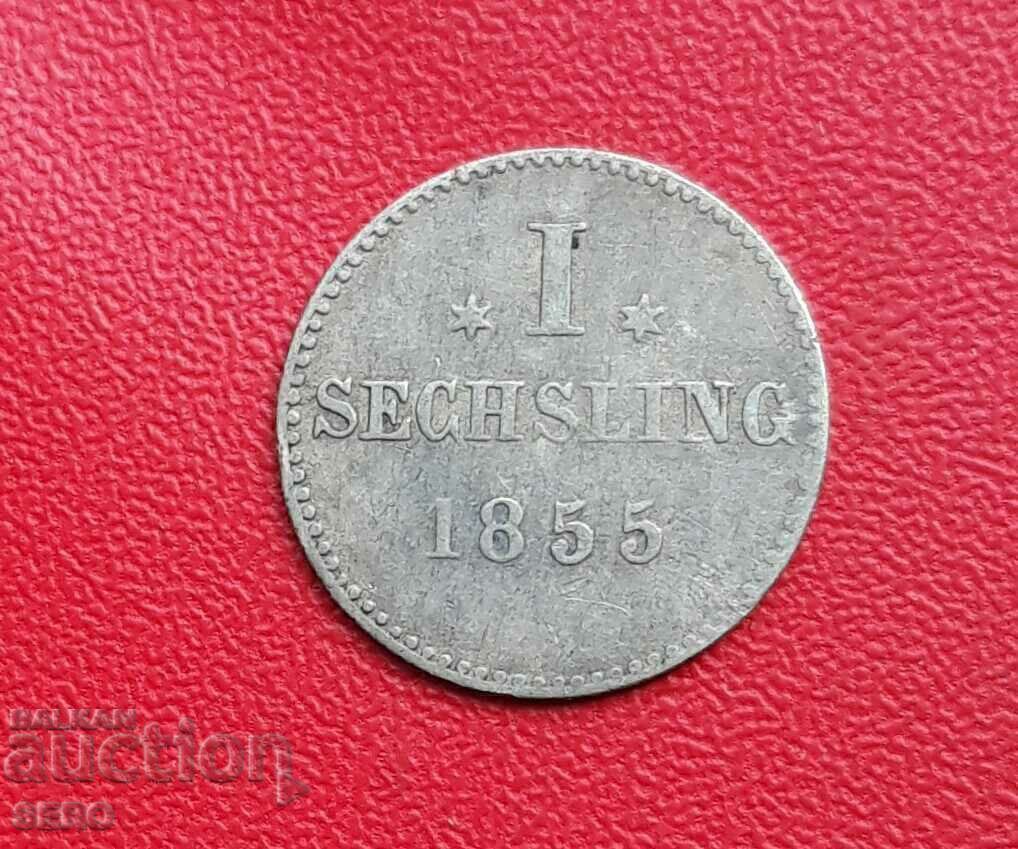 I
* *
SECHSLING
1855
BALKAN
auction
SERO